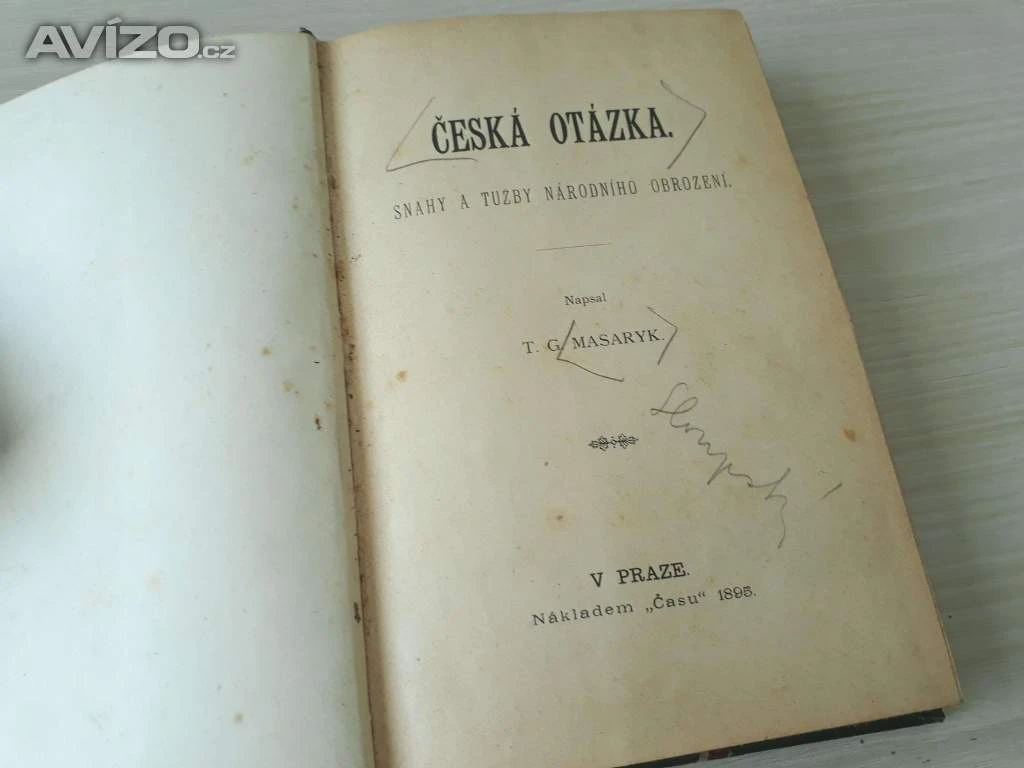 AVÍZO.cz
ČESKÁ OTÁZKA.
SNAHY A TUŽBY NÁRODNÍHO OBROZENÍ.
Napsal
T. G. MASARYK.
V PRAZE.
Nákladem „Času“ 1895.